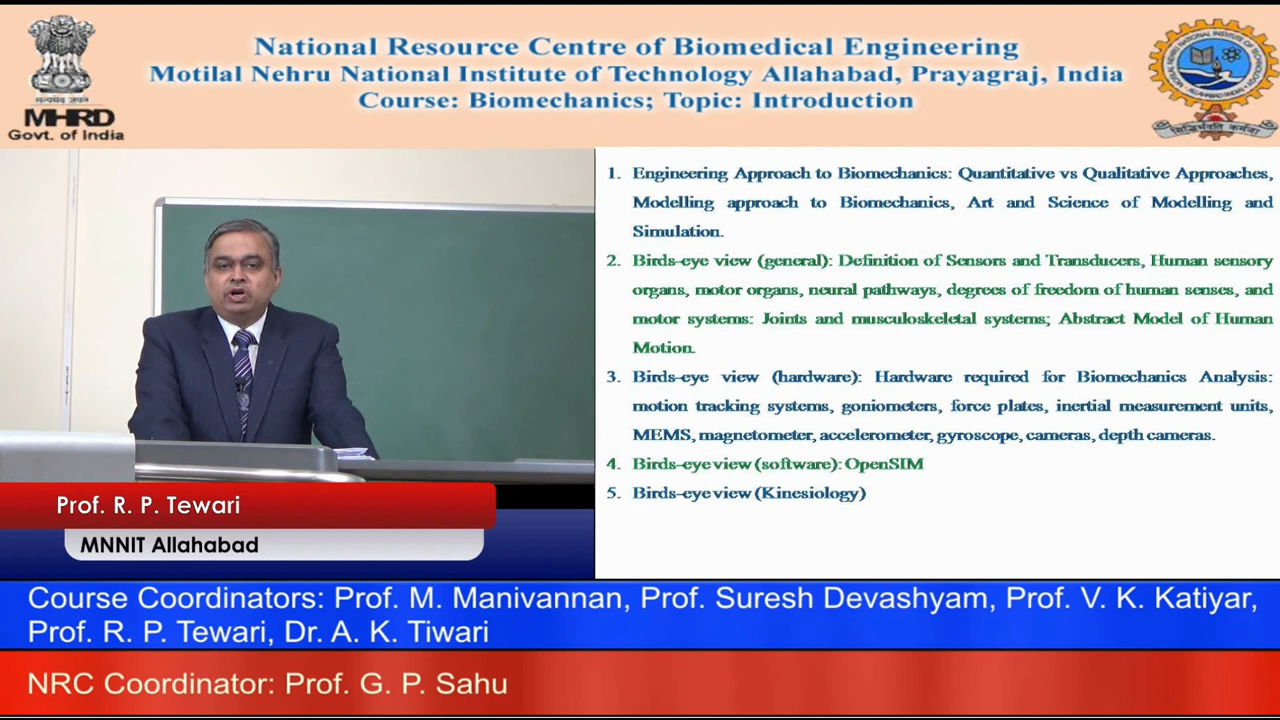 National Resource Centre of Biomedical Engineering
Motilal Nehru National Institute of Technology Allahabad, Prayagraj, India
Course: Biomechanics; Topic: Introduction
सत्यमेव जयते
MHRD
Govt. of India
1. Engineering Approach to Biomechanics: Quantitative vs Qualitative Approaches,
Modelling approach to Biomechanics, Art and Science of Modelling and
Simulation.
2. Birds-eye view (general): Definition of Sensors and Transducers, Human sensory
organs, motor organs, neural pathways, degrees of freedom of human senses, and
motor systems: Joints and musculoskeletal systems; Abstract Model of Human
Motion.
3. Birds-eye view (hardware): Hardware required for Biomechanics Analysis:
motion tracking systems, goniometers, force plates, inertial measurement units,
MEMS, magnetometer, accelerometer, gyroscope, cameras, depth cameras.
4. Birds-eye view (software): OpenSIM
5. Birds-eye view (Kinesiology)
Prof. R. P. Tewari
MNNIT Allahabad
Course Coordinators: Prof. M. Manivannan, Prof. Suresh Devashyam, Prof. V. K. Katiyar,
Prof. R. P. Tewari, Dr. A. K. Tiwari
NRC Coordinator: Prof. G. P. Sahu